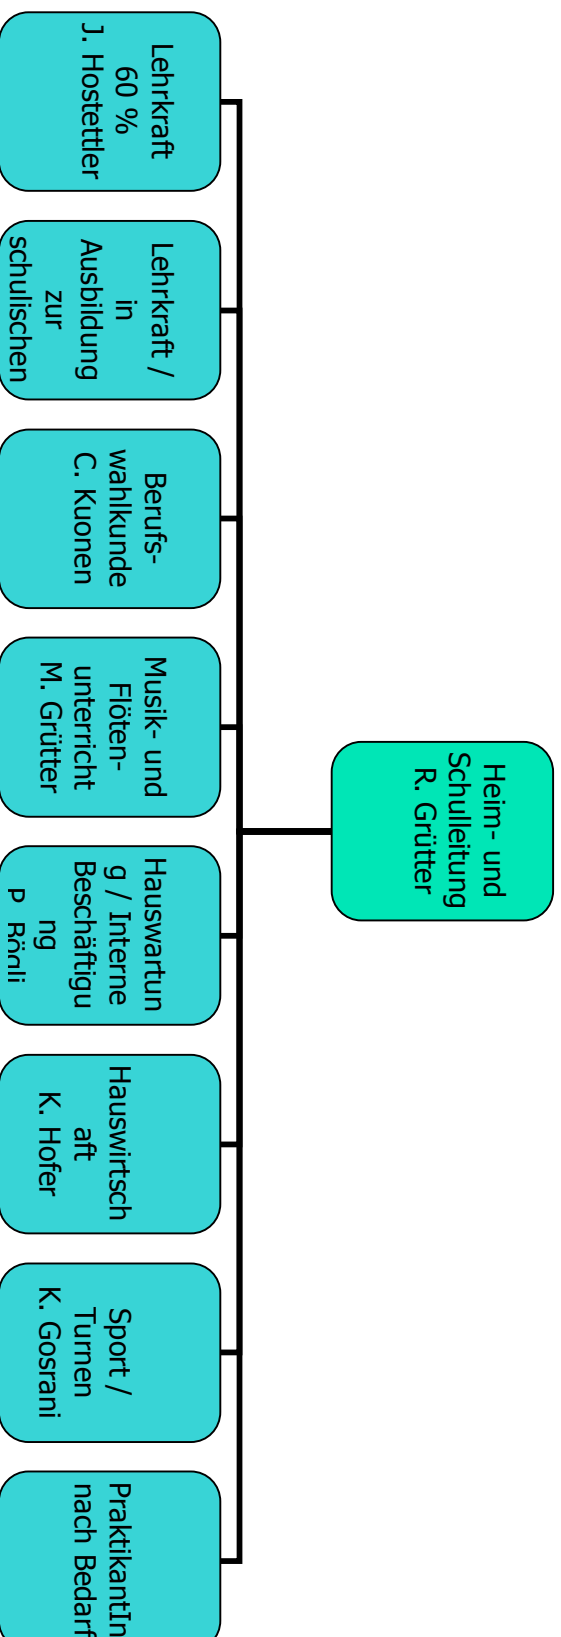 Heim- und
Schulleitung
R. Grütter
Lehrkraft
60 %
J. Hostettler
Lehrkraft /
in
Ausbildung
zur
schulischen
Berufs-
wahlkunde
C. Kuonen
Musik- und
Flöten-
unterricht
M. Grütter
Hauswartun
g / Interne
Beschäftigu
ng
P. Bögli
Hauswirtsch
aft
K. Hofer
Sport /
Turnen
K. Gosrani
PraktikantIn
nach Bedarf